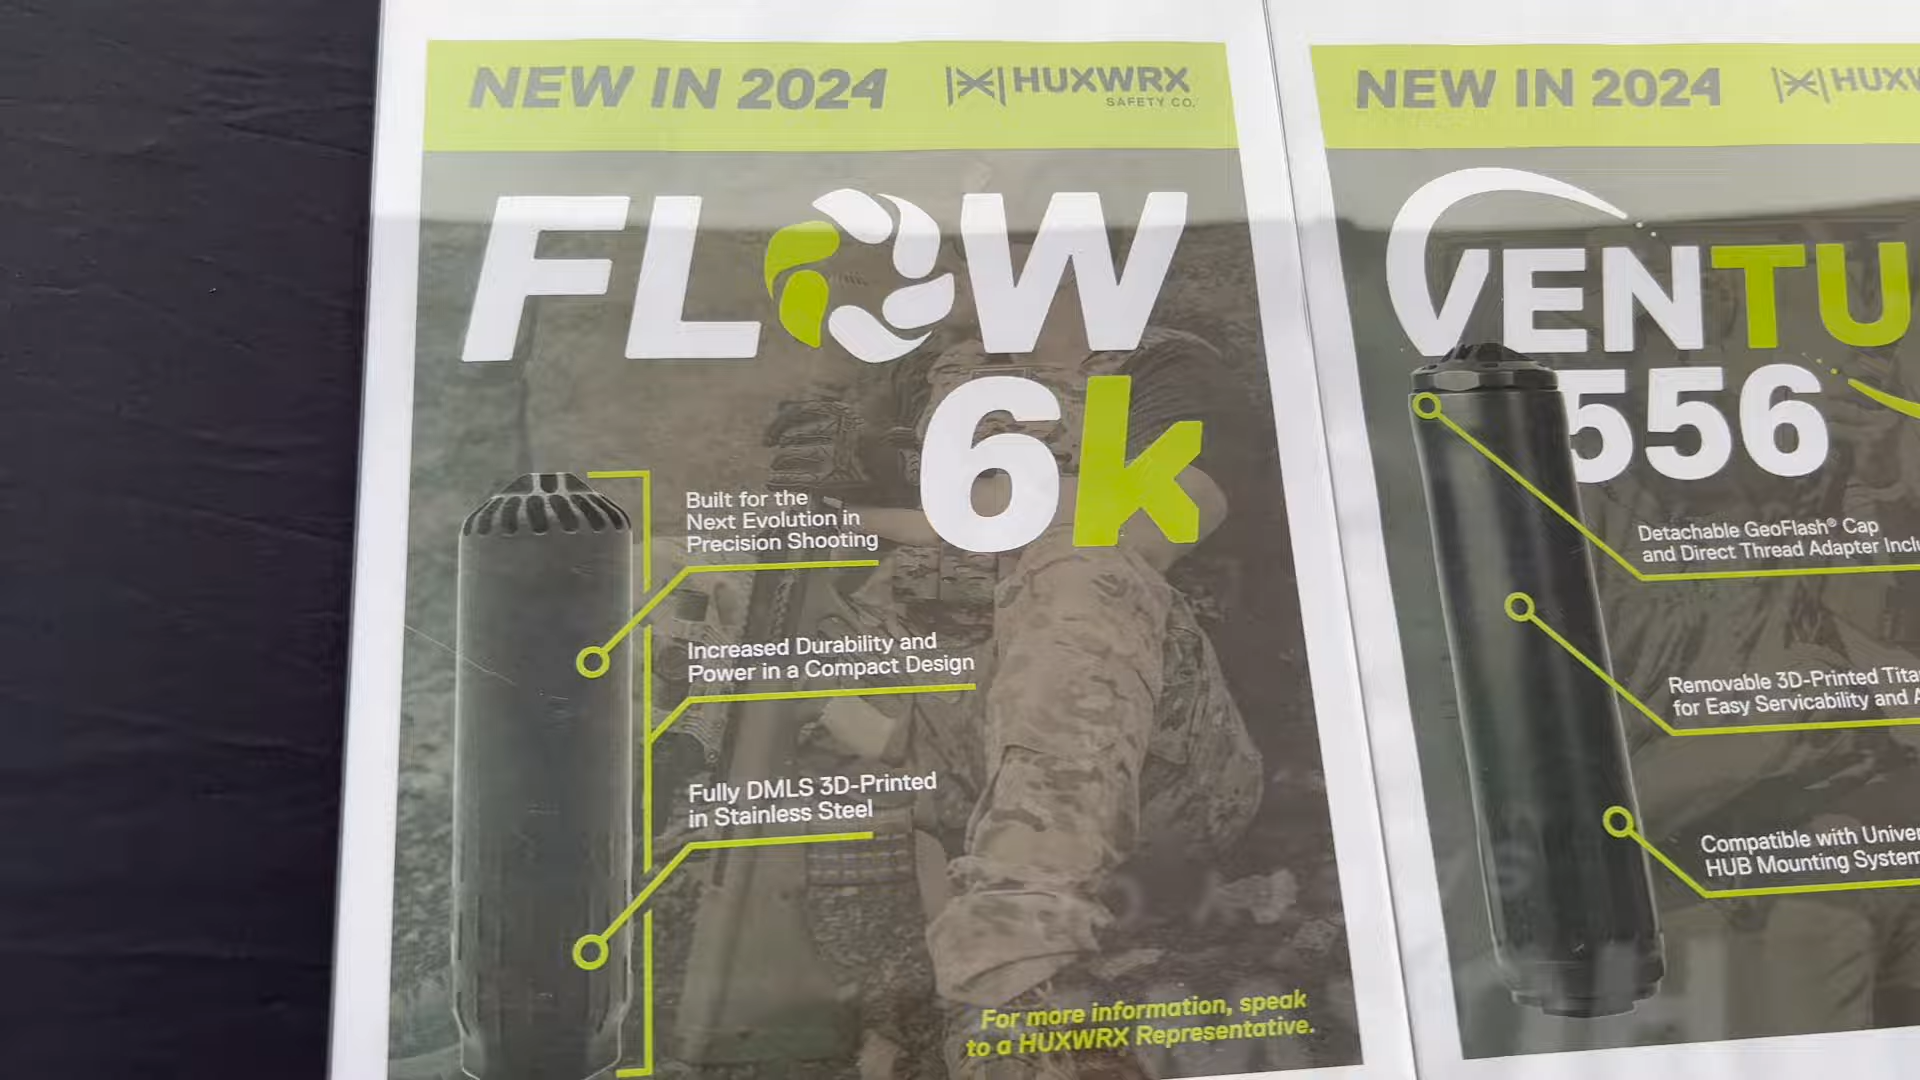 NEW IN 2024
HUXWRX
SAFETY CO.
FLOW
6k
Built for the
Next Evolution in
Precision Shooting
Increased Durability and
Power in a Compact Design
Fully DMLS 3D-Printed
in Stainless Steel
For more information, speak
to a HUXWRX Representative.
NEW IN 2024
VENTU
556
Detachable GeoFlash® Cap
and Direct Thread Adapter
Removable 3D-Printed
for Easy Servicability and
Compatible with
HUB Mounting System